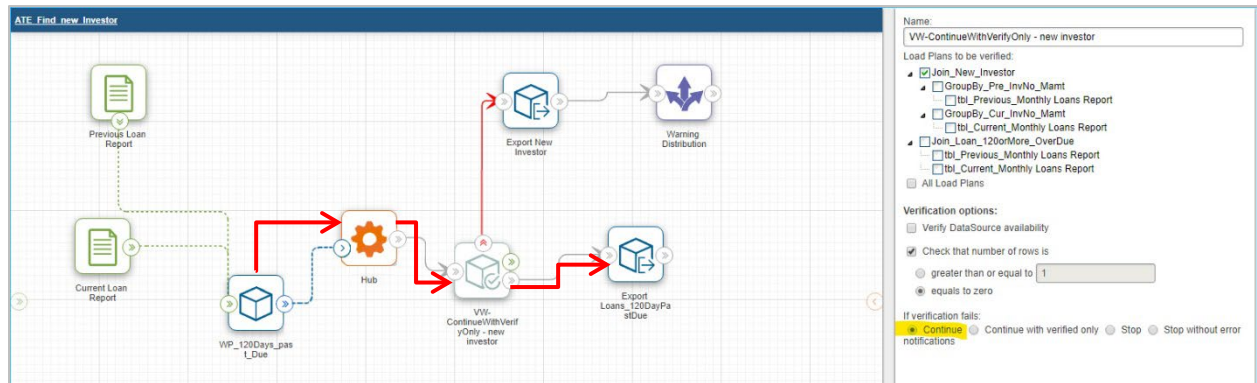 ATE_Find_new_Investor
Previous Loan
Report
Current Loan
Report
WP_120Days_pas
t_Due
Hub
VW-
ContinueWithVerif
yOnly - new
investor
Export New
Investor
Warning
Distribution
Export
Loans_120DayPa
stDue
Name:
VW-ContinueWithVerifyOnly - new investor
Load Plans to be verified:
Join_New_Investor
GroupBy_Pre_InvNo_Mamt
tbl_Previous_Monthly Loans Report
GroupBy_Cur_InvNo_Mamt
tbl_Current_Monthly Loans Report
Join_Loan_120orMore_OverDue
tbl_Previous_Monthly Loans Report
tbl_Current_Monthly Loans Report
All Load Plans
Verification options:
Verify DataSource availability
Check that number of rows is
greater than or equal to 1
equals to zero
If verification fails:
Continue Continue with verified only Stop Stop without error
notifications